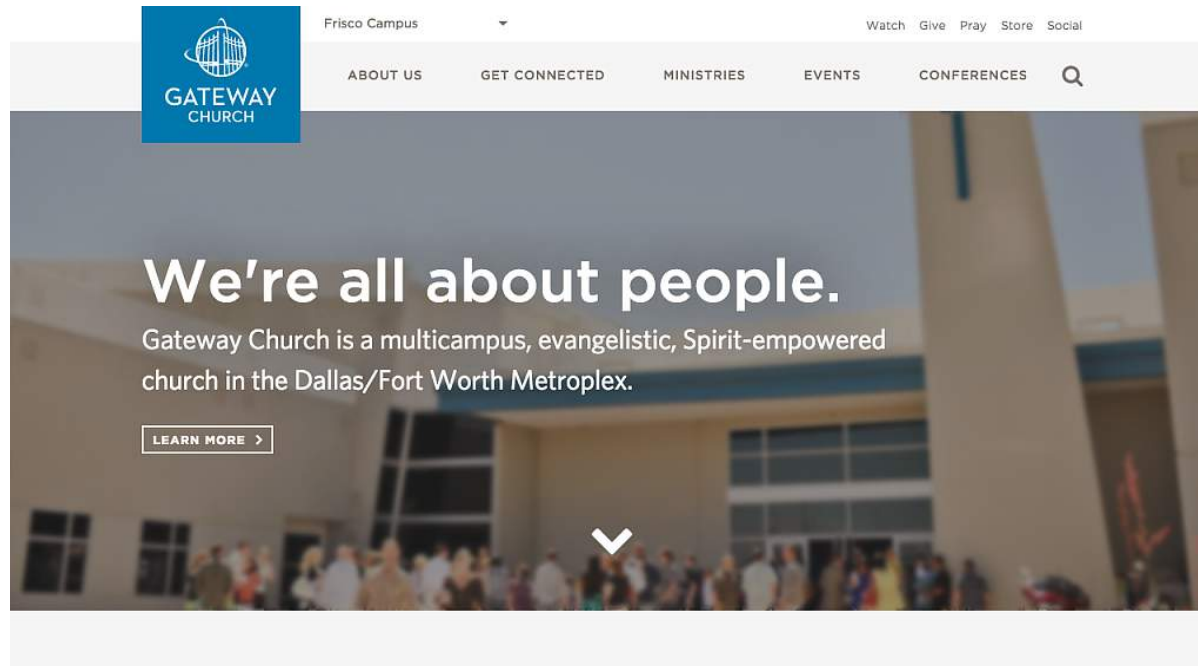 Frisco Campus
Watch Give Pray Store Social
GATEWAY
CHURCH
ABOUT US GET CONNECTED MINISTRIES EVENTS CONFERENCES
We're all about people.
Gateway Church is a multicampus, evangelistic, Spirit-empowered
church in the Dallas/Fort Worth Metroplex.
LEARN MORE >